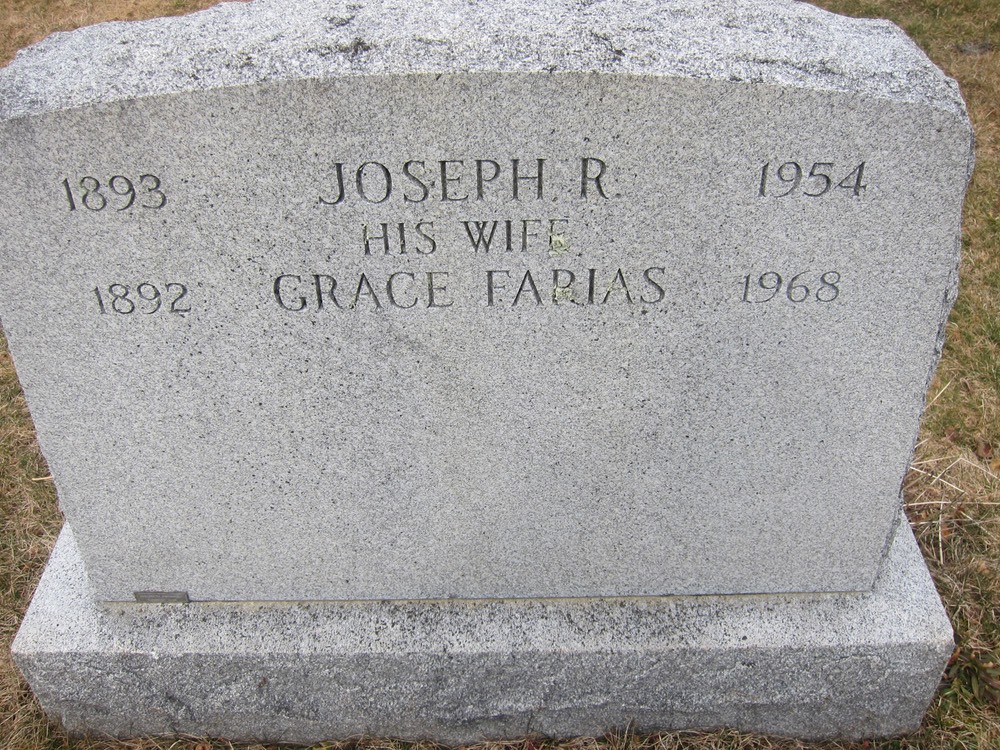 1893 JOSEPH R. 1954
HIS WIFE
1892 GRACE FARIAS 1968